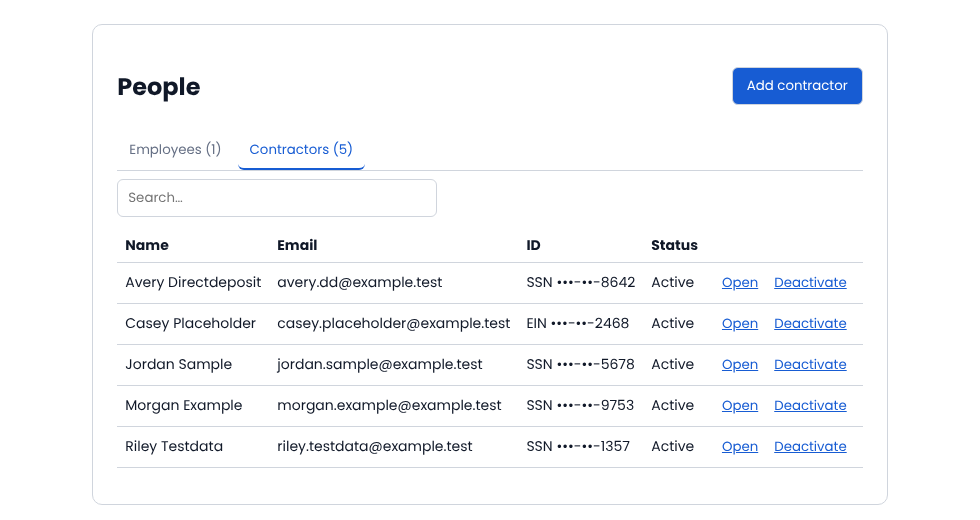 People
Add contractor
Employees (1) Contractors (5)
Search...
Name Email ID Status
Avery Directdeposit avery.dd@example.test SSN •••-••-8642 Active Open Deactivate
Casey Placeholder casey.placeholder@example.test EIN •••-••-2468 Active Open Deactivate
Jordan Sample jordan.sample@example.test SSN •••-••-5678 Active Open Deactivate
Morgan Example morgan.example@example.test SSN •••-••-9753 Active Open Deactivate
Riley Testdata riley.testdata@example.test SSN •••-••-1357 Active Open Deactivate